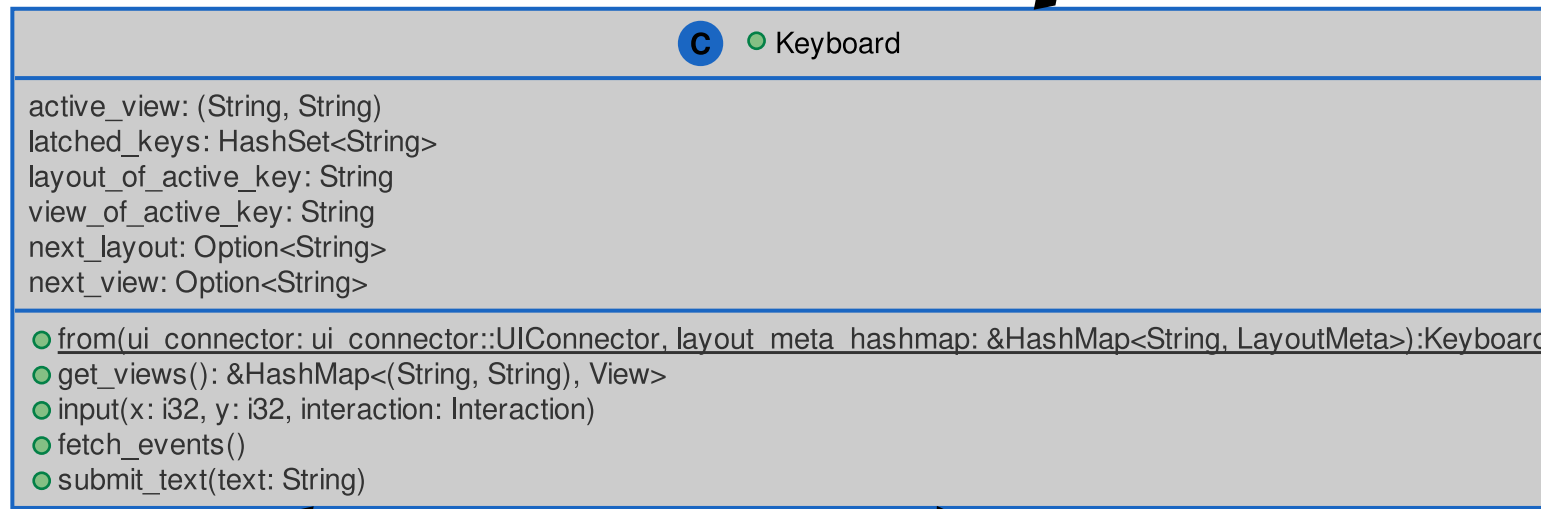 C Keyboard
active_view: (String, String)
latched_keys: HashSet<String>
layout_of_active_key: String
view_of_active_key: String
next_layout: Option<String>
next_view: Option<String>
from(ui_connector: ui_connector::UIConnector, layout_meta_hashmap: &HashMap<String, LayoutMeta>):Keyboard
get_views(): &HashMap<(String, String), View>
input(x: i32, y: i32, interaction: Interaction)
fetch_events()
submit_text(text: String)